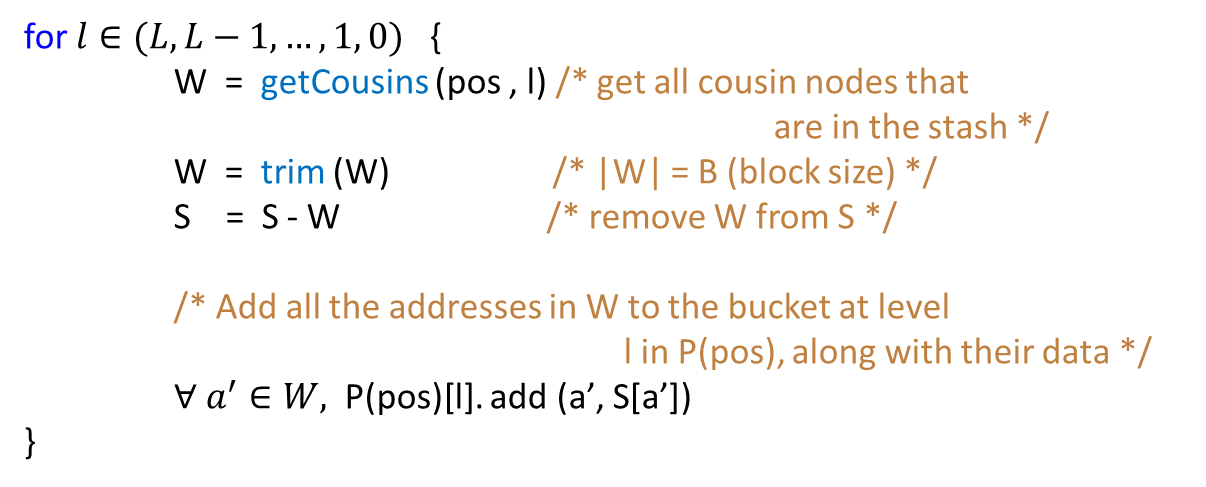 for l ∈ (L, L − 1, … , 1, 0) {
W = getCousins (pos , l) /* get all cousin nodes that
are in the stash */
W = trim (W) /* |W| = B (block size) */
S = S - W /* remove W from S */
/* Add all the addresses in W to the bucket at level
l in P(pos), along with their data */
∀ a′ ∈ W, P(pos)[l]. add (a’, S[a’])
}